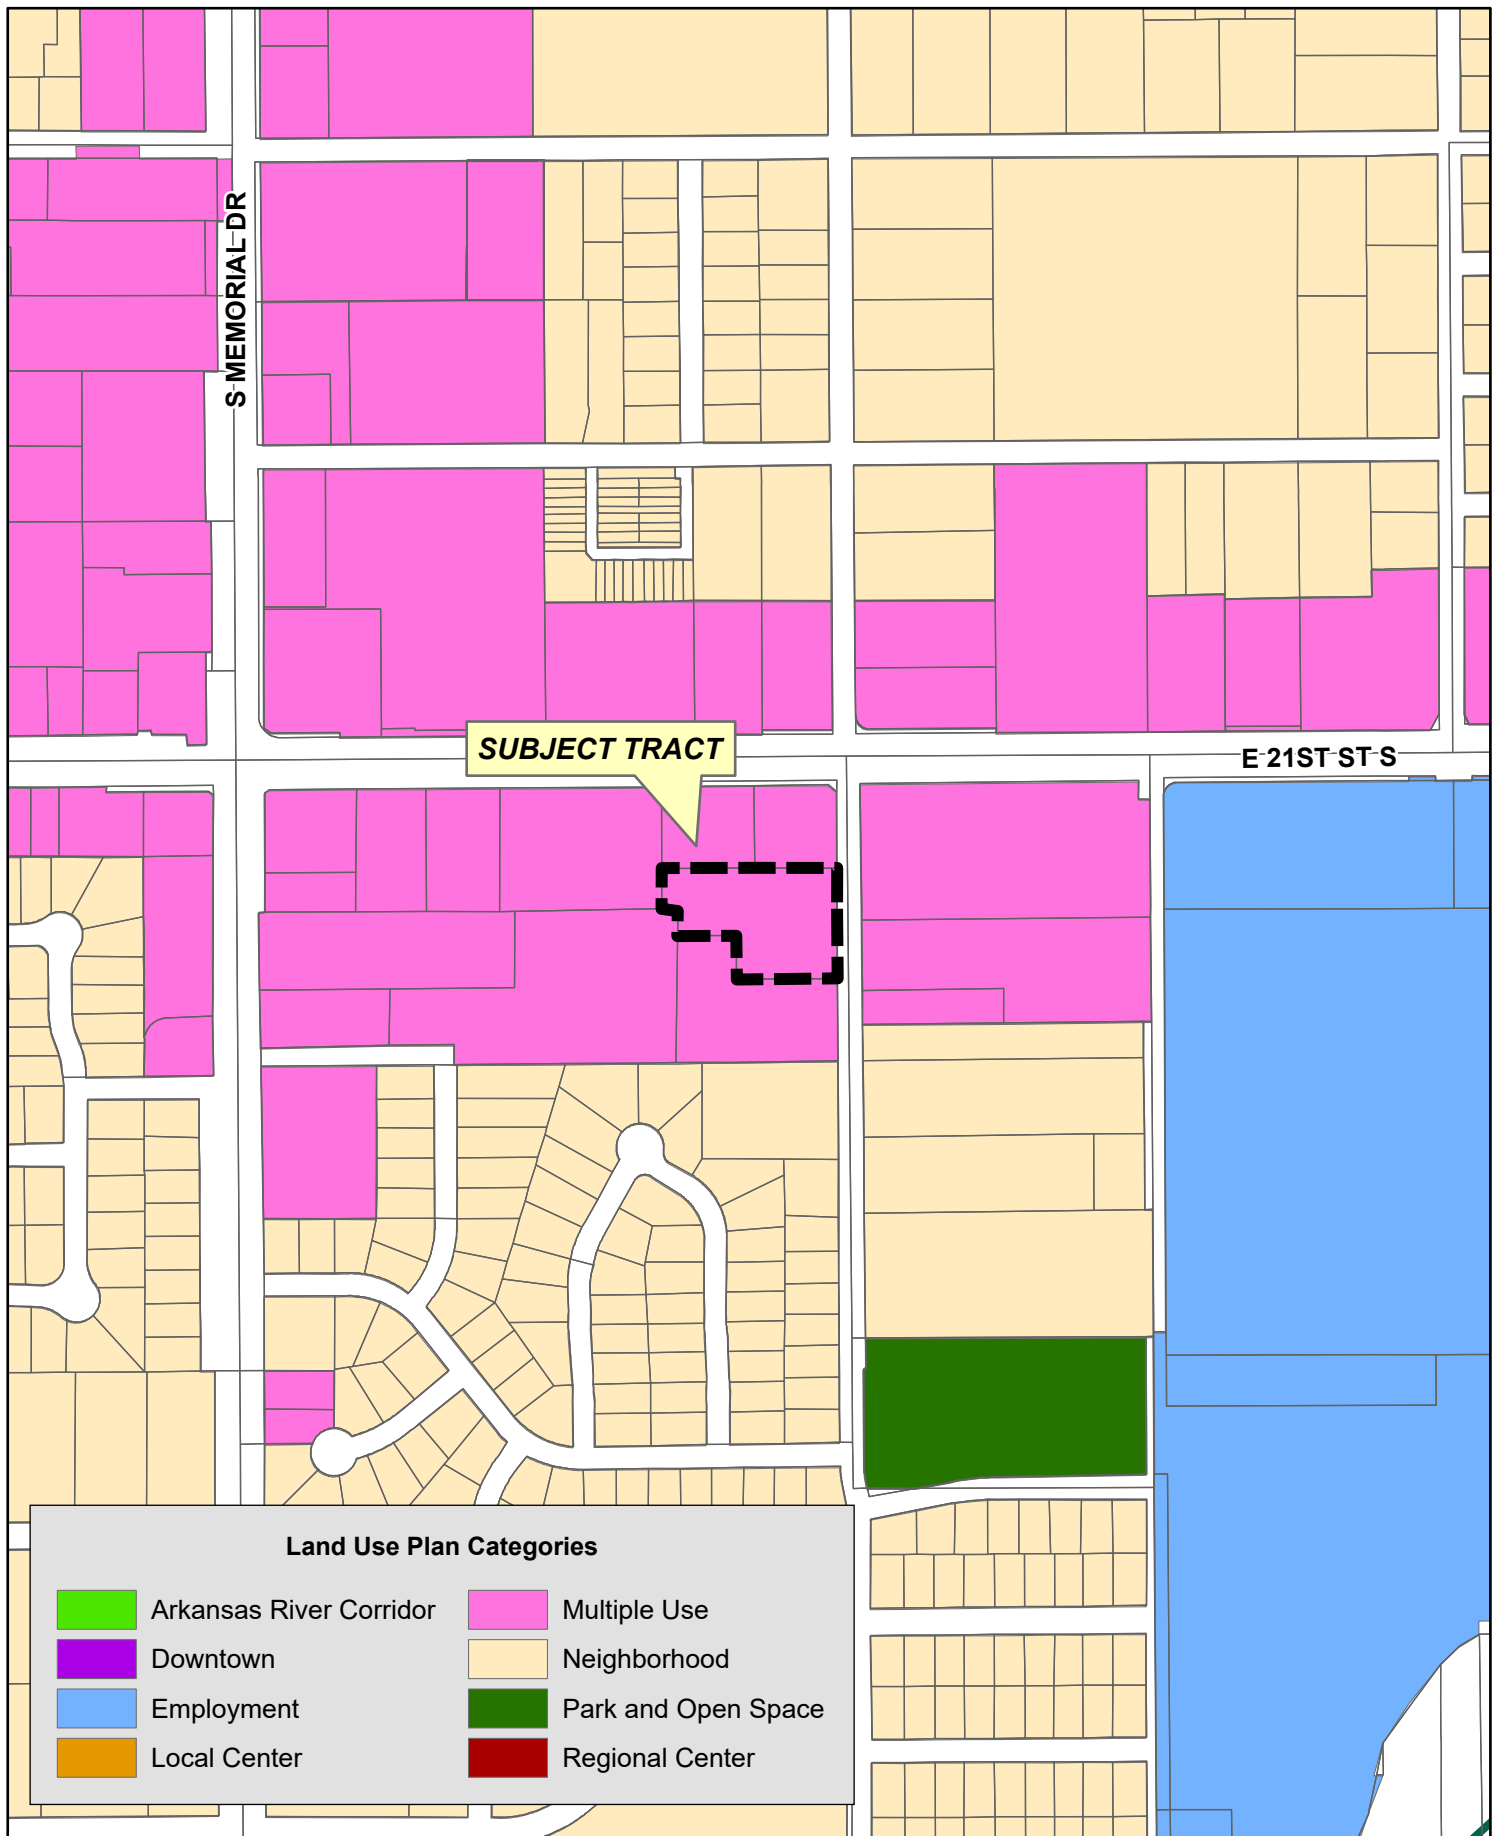 S MEMORIAL DR
SUBJECT TRACT
E 21ST ST S
Land Use Plan Categories
Arkansas River Corridor
Downtown
Employment
Local Center
Multiple Use
Neighborhood
Park and Open Space
Regional Center